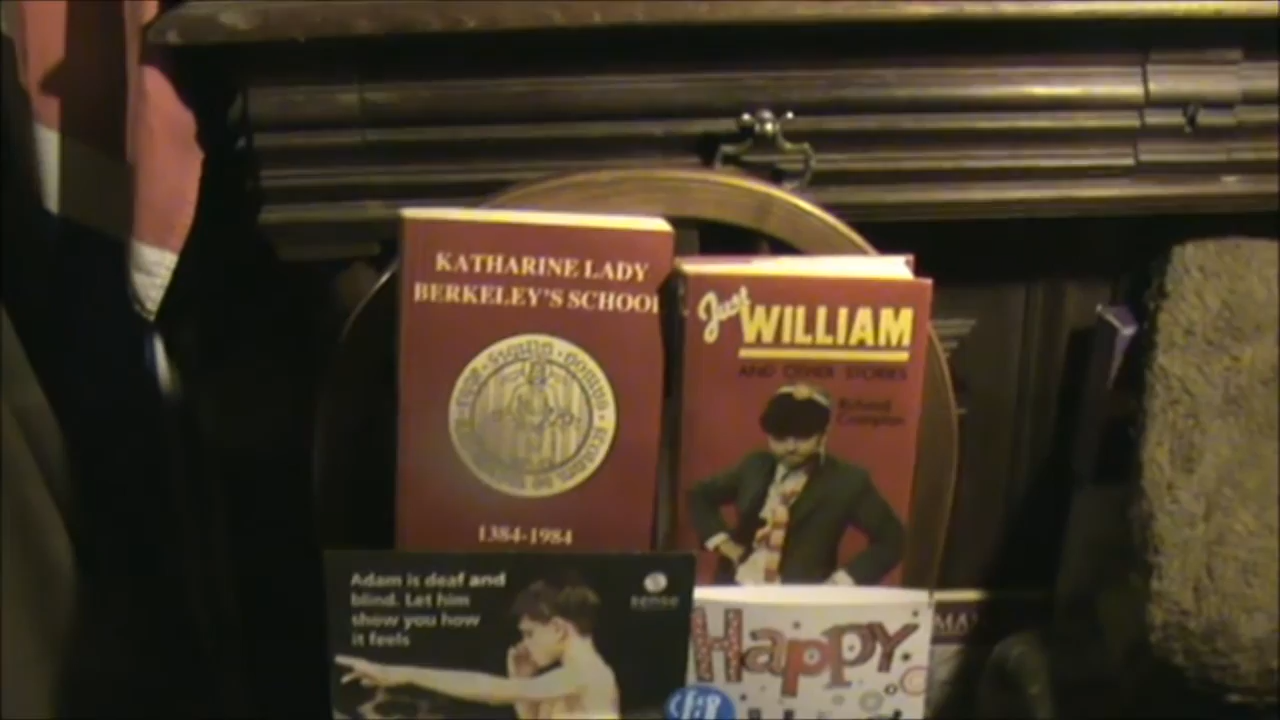 KATHARINE LADY
BERKELEY'S SCHOOL
1384-1984
Just
WILLIAM
AND OTHER STORIES
Richmal
Crompton
Adam is deaf and
blind. Let him
show you how
it feels
sense
Happy